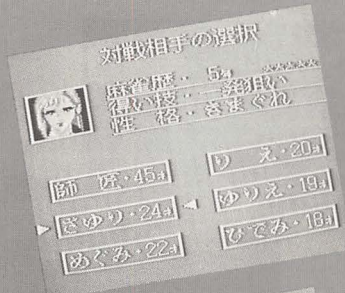 対戦相手の選択
麻雀歴・ 5年
得い技・一発狙い
性 格・きまぐれ
師 匠・45才
さゆり・24才
めぐみ・22才
り え・20才
ゆりえ・19才
ひでみ・18才